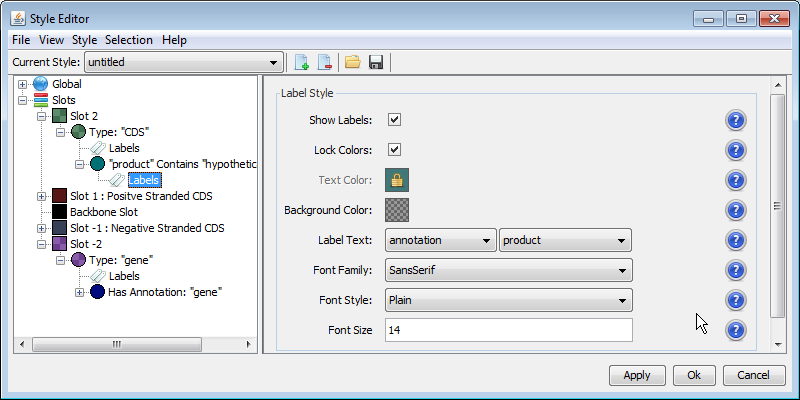 Style Editor
File View Style Selection Help
Current Style: untitled
Global
Slots
Slot 2
Type: "CDS"
Labels
"product" Contains "hypothetic
Labels
Slot 1 : Positve Stranded CDS
Backbone Slot
Slot -1 : Negative Stranded CDS
Slot -2
Type: "gene"
Labels
Has Annotation: "gene"
Label Style
Show Labels:
Lock Colors:
Text Color:
Background Color:
Label Text: annotation product
Font Family: SansSerif
Font Style: Plain
Font Size 14
Apply Ok Cancel